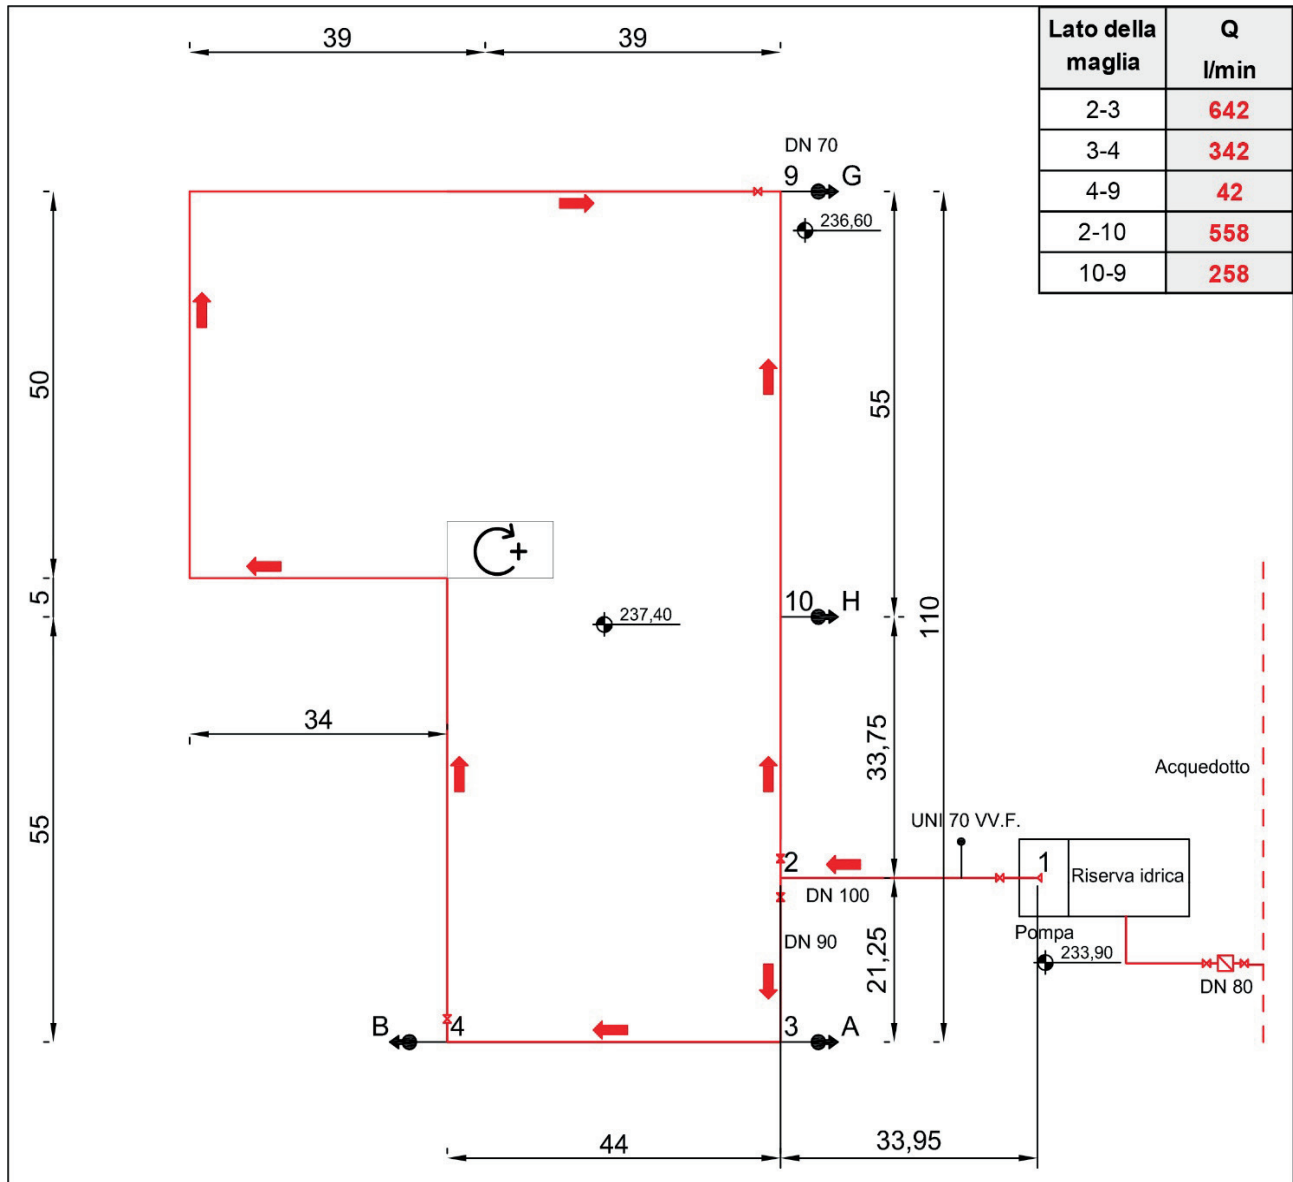 39
39
Lato della
maglia
Q
l/min
2-3
642
3-4
342
4-9
42
2-10
558
10-9
258
DN 70
9
G
236,60
50
55
110
5
+
10
H
237,40
34
33,75
55
Acquedotto
UNI 70 VV.F.
2
1
Riserva idrica
DN 100
Pompa
233,90
DN 90
21,25
DN 80
B
4
3
A
44
33,95